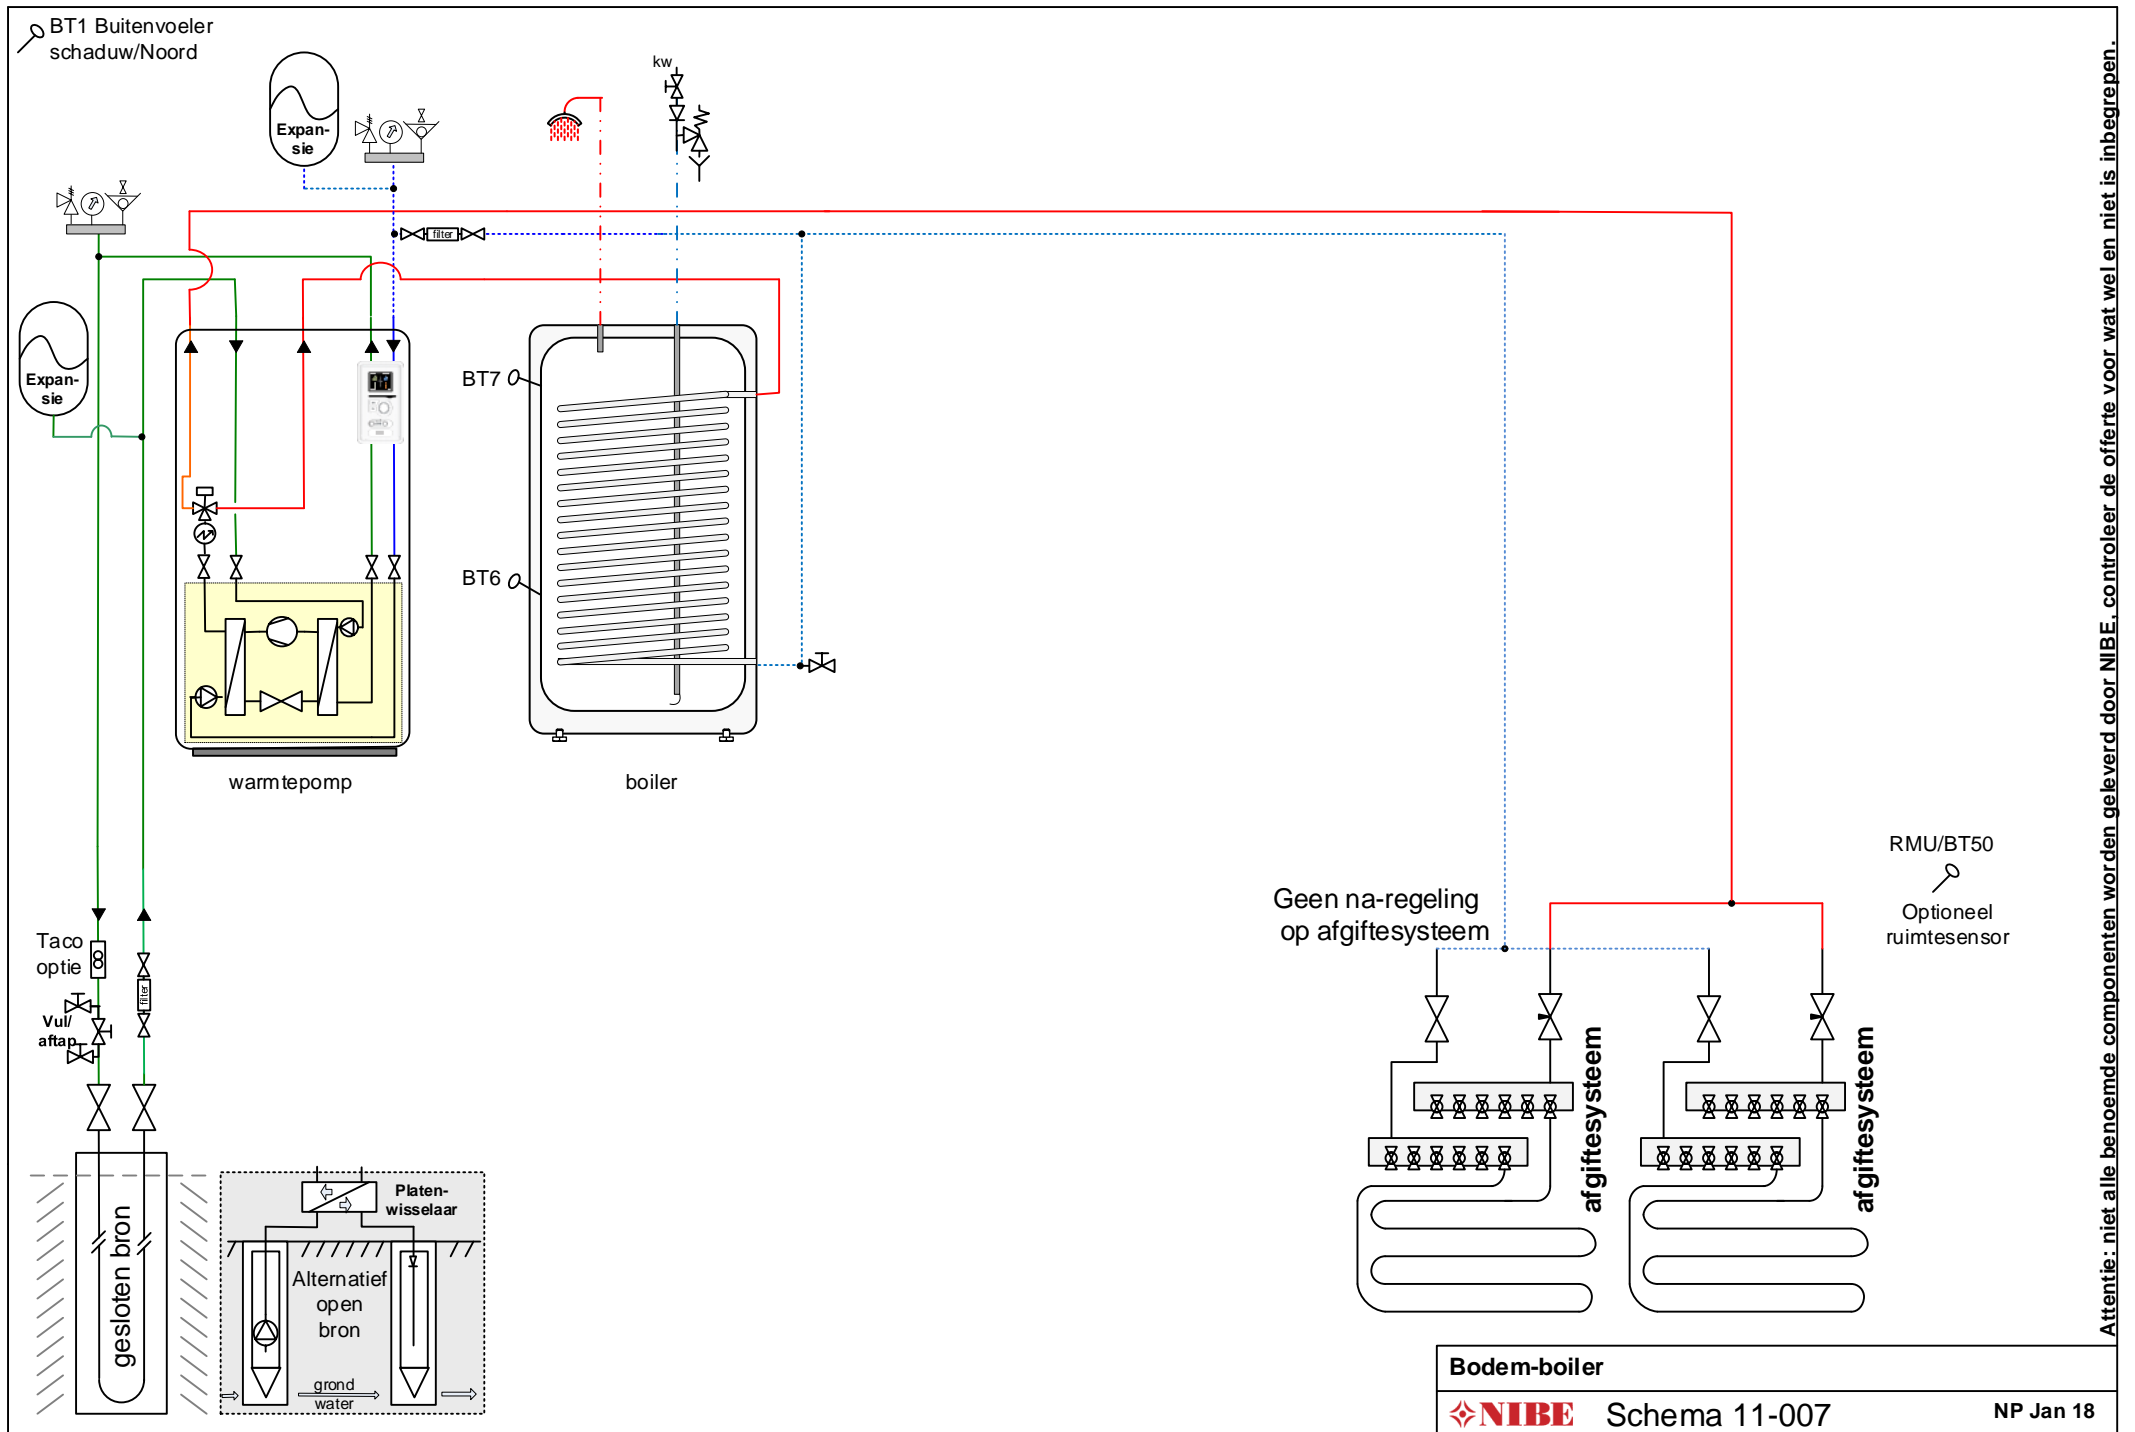 BT1 Buitenvoeler
schaduw/Noord
Expan-
sie
kw
filter
Expan-
sie
BT7
BT6
warmtepomp
boiler
Taco
optie
filter
Vul/
aftap
gesloten bron
Platen-
wisselaar
Alternatief
open
bron
grond
water
Geen na-regeling
op afgiftesysteem
RMU/BT50
Optioneel
ruimtesensor
afgiftesysteem
afgiftesysteem
Attentie: niet alle benoemde componenten worden geleverd door NIBE, controleer de offerte voor wat wel en niet is inbegrepen.
Bodem-boiler
NIBE Schema 11-007 NP Jan 18